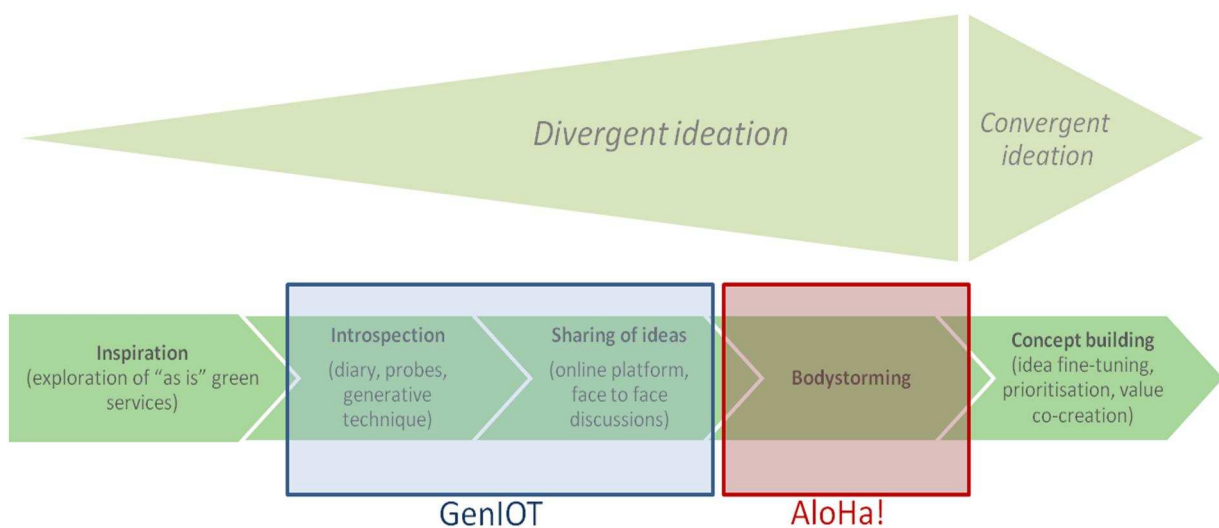 Divergent ideation
Convergent
ideation
Inspiration
(exploration of “as is” green
services)
Introspection
(diary, probes,
generative
technique)
Sharing of ideas
(online platform,
face to face
discussions)
Bodystorming
Concept building
(idea fine-tuning,
prioritisation, value
co-creation)
GenIOT
AloHa!